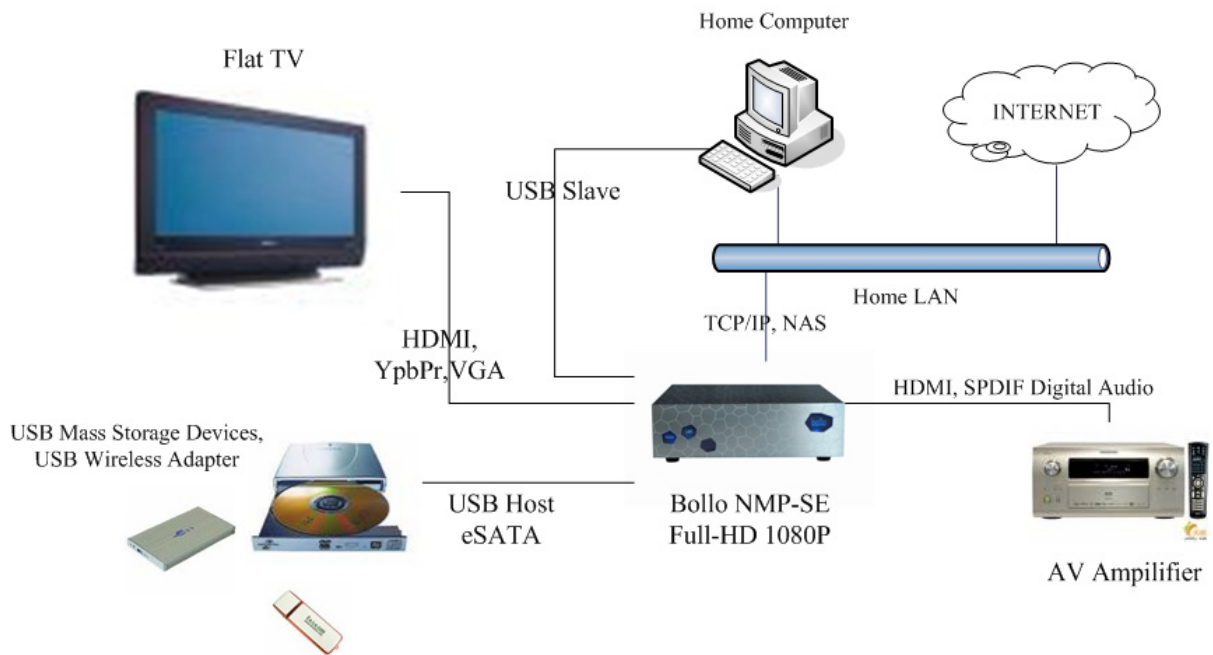 Home Computer
Flat TV
INTERNET
USB Slave
Home LAN
TCP/IP, NAS
HDMI,
YpbPr,VGA
HDMI, SPDIF Digital Audio
USB Mass Storage Devices,
USB Wireless Adapter
USB Host
eSATA
Bollo NMP-SE
Full-HD 1080P
AV Ampilifier